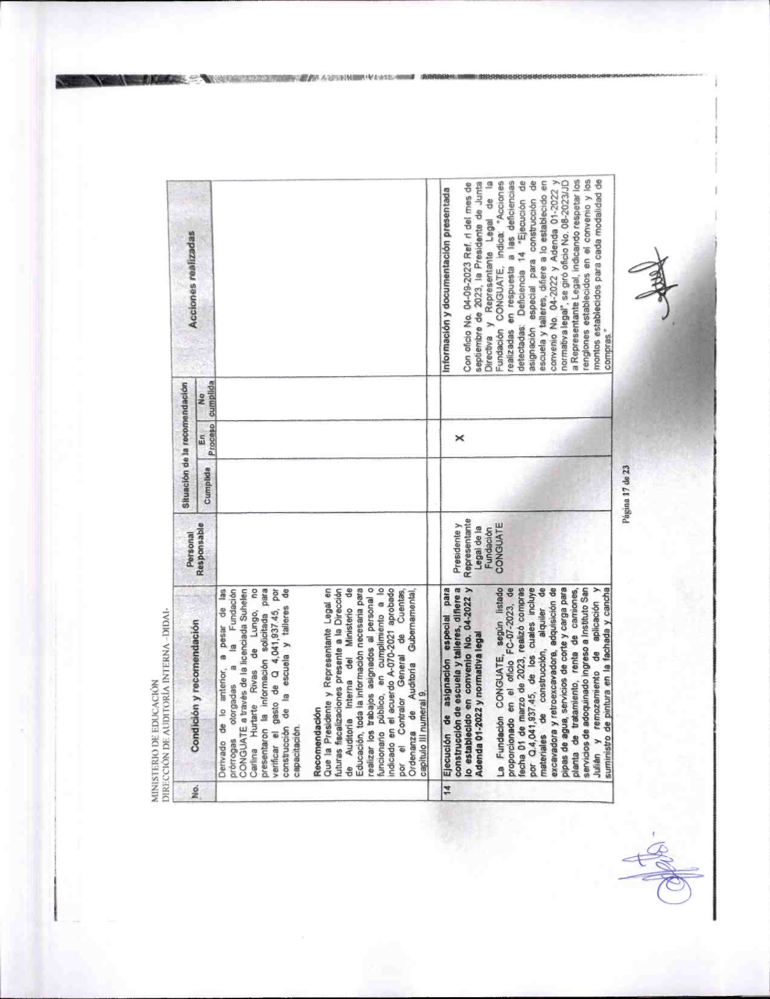 MINISTERIO DE EDUCACIÓN
DIRECCIÓN DE AUDITORÍA INTERNA –DIDAI-
No.
Condición y recomendación
Personal
Responsable
Situación de la recomendación
Cumplida
En
Proceso
No
cumplida
Acciones realizadas
Derivado de lo anterior, a pesar de las
prórrogas otorgadas a la Fundación
CONGUATE a través de la licenciada Suhelen
Carlina Hurtarte Rivas de Lungo, no
presentaron la información solicitada para
verificar el gasto de Q 4,041,937.45, por
construcción de la escuela y talleres de
capacitación.
Recomendación
Que la Presidente y Representante Legal en
futuras fiscalizaciones presente a la Dirección
de Auditoría Interna del Ministerio de
Educación, toda la información necesaria para
realizar los trabajos asignados al personal o
funcionario público, en cumplimiento a lo
indicado en el acuerdo A-070-2021 aprobado
por el Contralor General de Cuentas,
Ordenanza de Auditoría Gubernamental,
capítulo III numeral 9.
14
Ejecución de asignación especial para
construcción de escuela y talleres, difiere a
lo establecido en convenio No. 04-2022 y
Adenda 01-2022 y normativa legal
La Fundación CONGUATE, según listado
proporcionado en el oficio FC-07-2023, de
fecha 01 de marzo de 2023, realizó compras
por Q.4,041,937.45, de los cuales incluye
materiales de construcción, alquiler de
excavadora y retroexcavadora, adquisición de
pipas de agua, servicios de corte y carga para
planta de tratamiento, renta de camiones,
servicios de adoquinado ingreso a Instituto San
Julián y remozamiento de aplicación y
suministro de pintura en la fachada y cancha
Presidente y
Representante
Legal de la
Fundación
CONGUATE
X
Información y documentación presentada
Con oficio No. 04-09-2023 Ref. rl del mes de
septiembre de 2023, la Presidente de Junta
Directiva y Representante Legal de la
Fundación CONGUATE, indica: "Acciones
realizadas en respuesta a las deficiencias
detectadas: Deficiencia 14 "Ejecución de
asignación especial para construcción de
escuela y talleres, difiere a lo establecido en
convenio No. 04-2022 y Adenda 01-2022 y
normativa legal", se giró oficio No. 08-2023/JD
a Representante Legal, indicando respetar los
renglones establecidos en el convenio y los
montos establecidos para cada modalidad de
compras."
Página 17 de 23